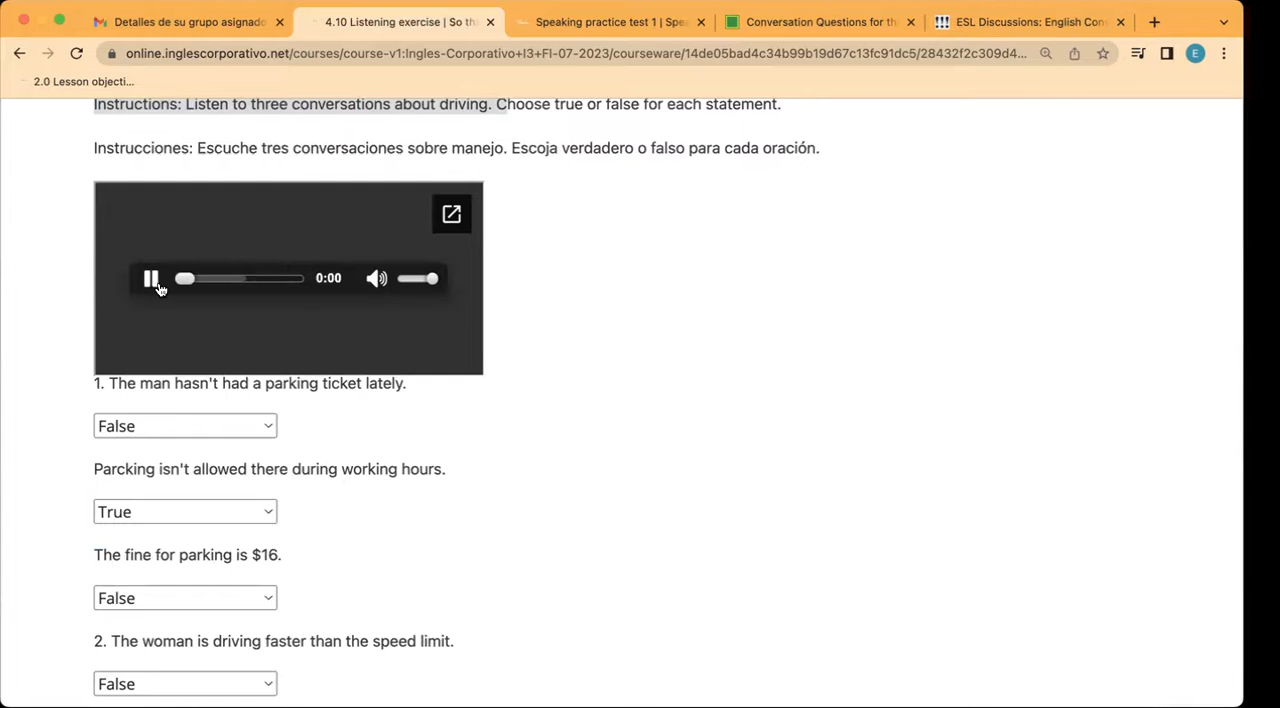 Detalles de su grupo asignado
4.10 Listening exercise | So th
Speaking practice test 1 | Spea
Conversation Questions for th
ESL Discussions: English Con
online.inglescorporativo.net/courses/course-v1:Ingles-Corporativo+I3+FI-07-2023/courseware/14de05bad4c34b99b19d67c13fc91dc5/28432f2c309d4...
E
2.0 Lesson objecti...
Instructions: Listen to three conversations about driving. Choose true or false for each statement.
Instrucciones: Escuche tres conversaciones sobre manejo. Escoja verdadero o falso para cada oración.
0:00
1. The man hasn't had a parking ticket lately.
False
Parcking isn't allowed there during working hours.
True
The fine for parking is $16.
False
2. The woman is driving faster than the speed limit.
False